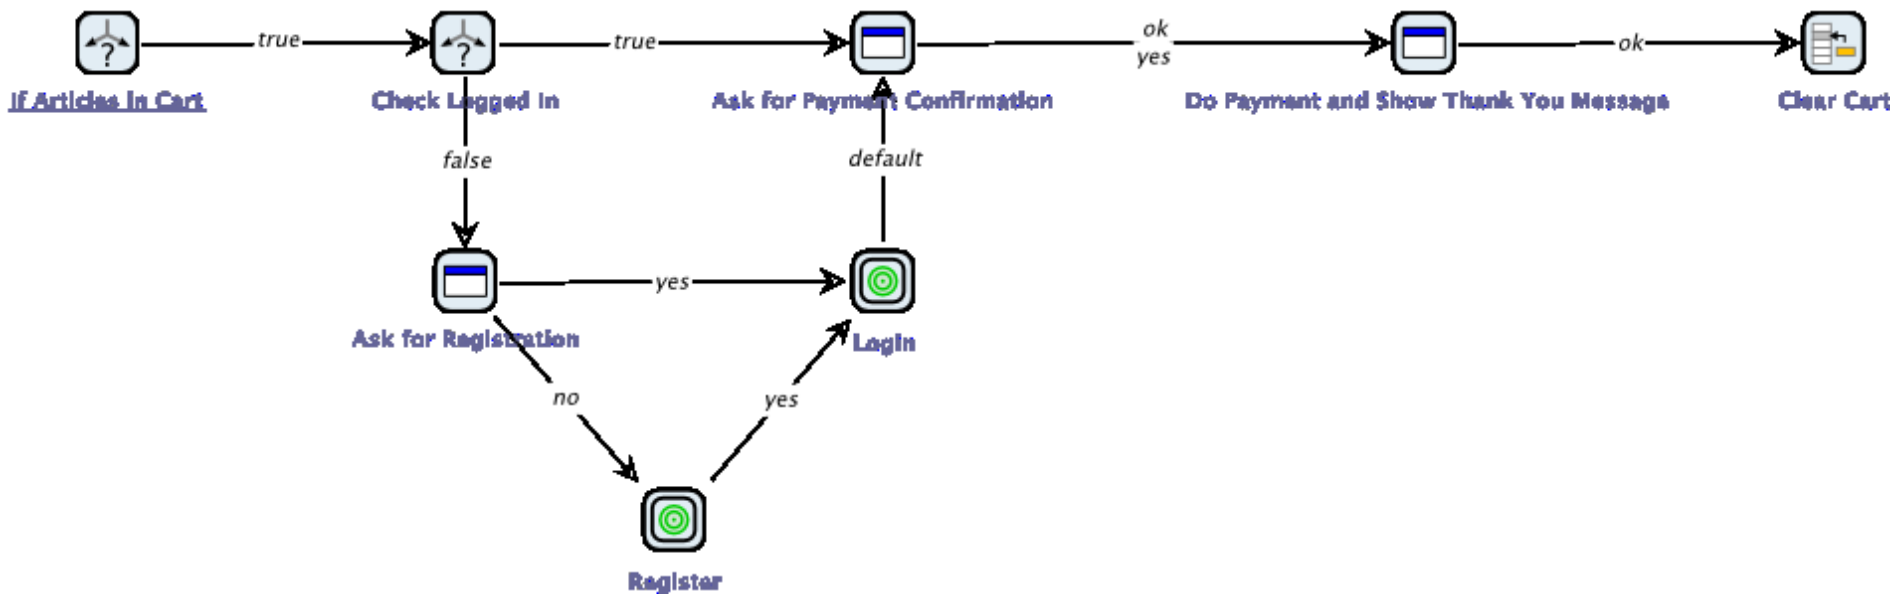 true
true
ok
yes
ok
If Articles in Cart
Check Logged In
Ask for Payment Confirmation
Do Payment and Show Thank You Message
Clear Cart
false
default
yes
Ask for Registration
Login
no
yes
Register